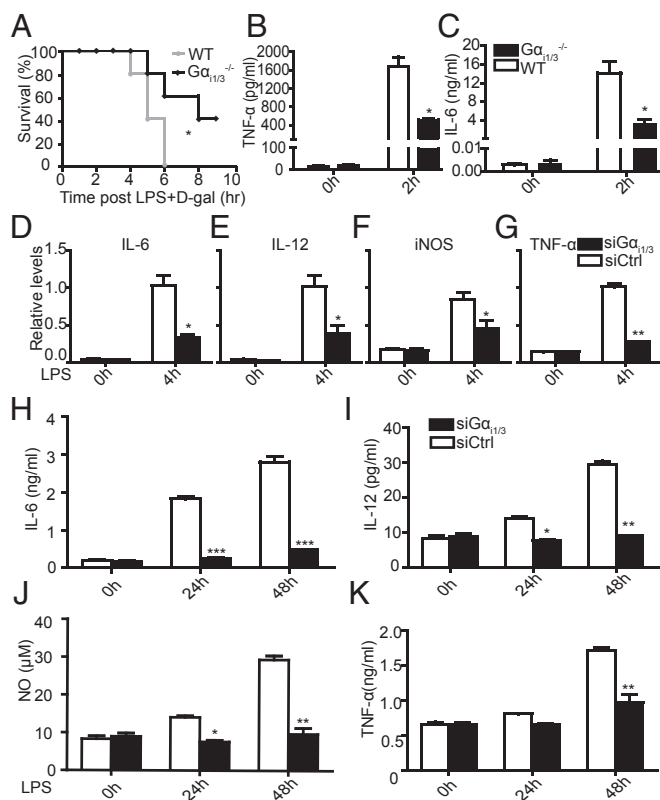 A
WT
Gαi1/3-/-
Survival (%)
100
80
60
40
20
0
*
0 2 4 6 8 10
Time post LPS+D-gal (hr)
B
TNF-α (pg/ml)
2000
1600
1200
800
400
100
0
*
0h 2h
C
Gαi1/3-/-
WT
IL-6 (ng/ml)
25
20
15
10
5
0.01
0.00
*
0h 2h
D
IL-6
Relative levels
1.5
1.0
0.5
0.0
*
LPS 0h 4h
E
IL-12
*
0h 4h
F
iNOS
*
0h 4h
G
TNF-α
siGαi1/3
siCtrl
**
0h 4h
H
IL-6 (ng/ml)
4
3
2
1
0
*** ***
0h 24h 48h
I
siGαi1/3
siCtrl
IL-12 (pg/ml)
40
30
20
10
0
* **
0h 24h 48h
J
NO (µM)
40
30
20
10
0
* **
LPS 0h 24h 48h
K
TNF-α(ng/ml)
2.0
1.5
1.0
0.5
0
**
0h 24h 48h